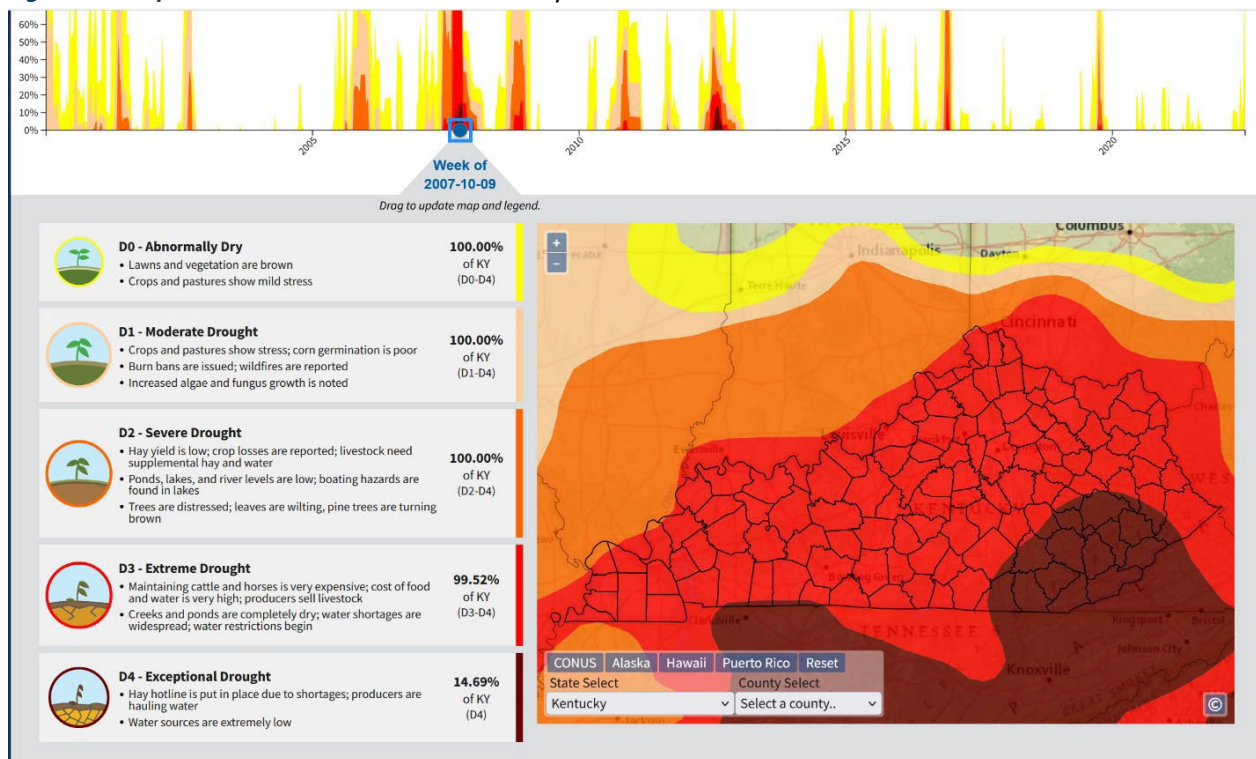 60%
50%
40%
30%
20%
10%
0%
2005
2010
2015
2020
Week of
2007-10-09
Drag to update map and legend.
D0 - Abnormally Dry
• Lawns and vegetation are brown
• Crops and pastures show mild stress
100.00%
of KY
(D0-D4)
D1 - Moderate Drought
• Crops and pastures show stress; corn germination is poor
• Burn bans are issued; wildfires are reported
• Increased algae and fungus growth is noted
100.00%
of KY
(D1-D4)
D2 - Severe Drought
• Hay yield is low; crop losses are reported; livestock need
supplemental hay and water
• Ponds, lakes, and river levels are low; boating hazards are
found in lakes
• Trees are distressed; leaves are wilting, pine trees are turning
brown
100.00%
of KY
(D2-D4)
D3 - Extreme Drought
• Maintaining cattle and horses is very expensive; cost of food
and water is very high; producers sell livestock
• Creeks and ponds are completely dry; water shortages are
widespread; water restrictions begin
99.52%
of KY
(D3-D4)
D4 - Exceptional Drought
• Hay hotline is put in place due to shortages; producers are
hauling water
• Water sources are extremely low
14.69%
of KY
(D4)
+
−
Columbus
Indianapolis
Dayton
Terre Haute
Cincinnati
Louisville
Frankfort
Lexington
Evansville
WES
KENTUCKY
Bowling Green
Clarksville
TENNESSEE
Kingsport
Bristol
Johnson City
Knoxville
GREAT SMOKY
Jackson
CONUS Alaska Hawaii Puerto Rico Reset
State Select County Select
Kentucky Select a county..
©